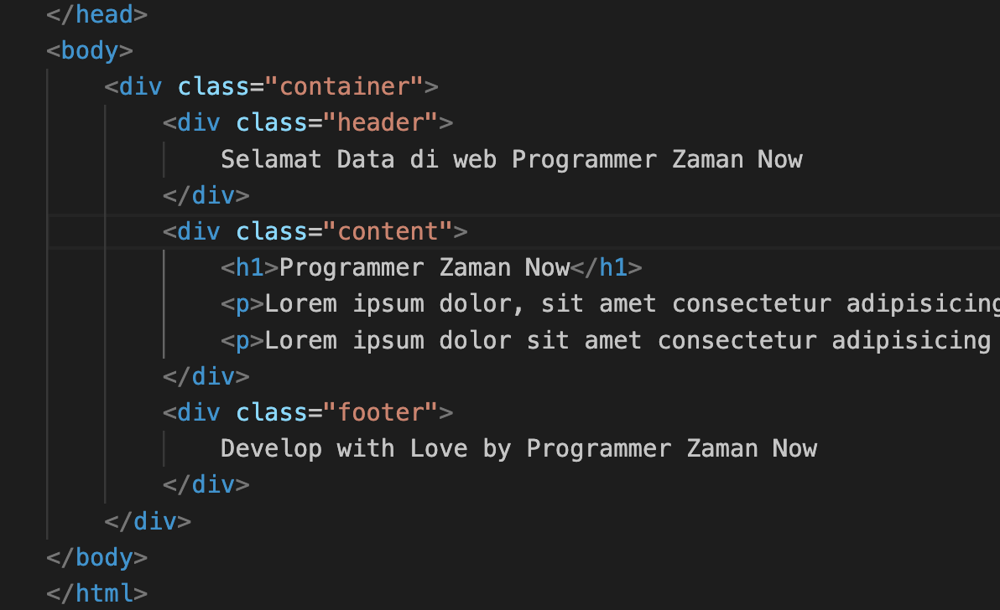 </head>
<body>
<div class="container">
<div class="header">
Selamat Data di web Programmer Zaman Now
</div>
<div class="content">
<h1>Programmer Zaman Now</h1>
<p>Lorem ipsum dolor, sit amet consectetur adipisicing
<p>Lorem ipsum dolor sit amet consectetur adipisicing
</div>
<div class="footer">
Develop with Love by Programmer Zaman Now
</div>
</div>
</body>
</html>